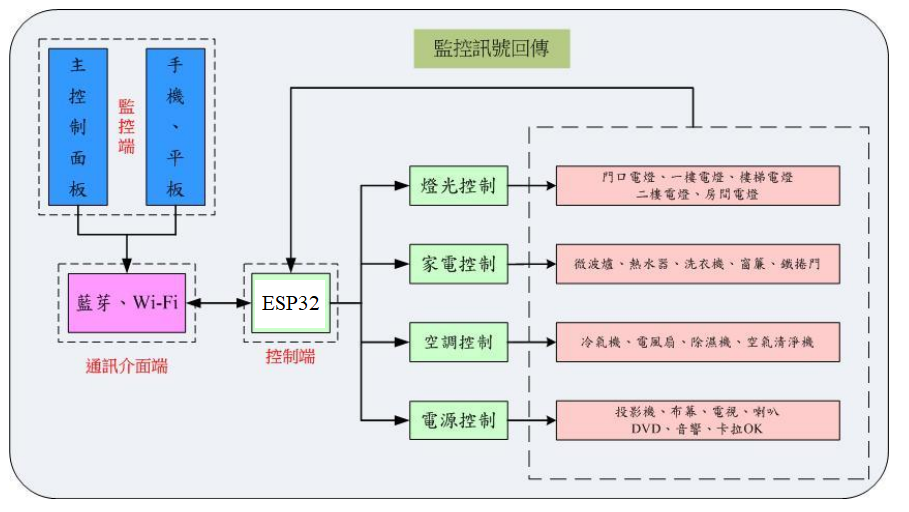 監控訊號回傳
主控制面板
監控端
手機、平板
藍芽、Wi-Fi
通訊介面端
ESP32
控制端
燈光控制
門口電燈、一樓電燈、樓梯電燈
二樓電燈、房間電燈
家電控制
微波爐、熱水器、洗衣機、窗簾、鐵捲門
空調控制
冷氣機、電風扇、除濕機、空氣清淨機
電源控制
投影機、布幕、電視、喇叭
DVD、音響、卡拉OK